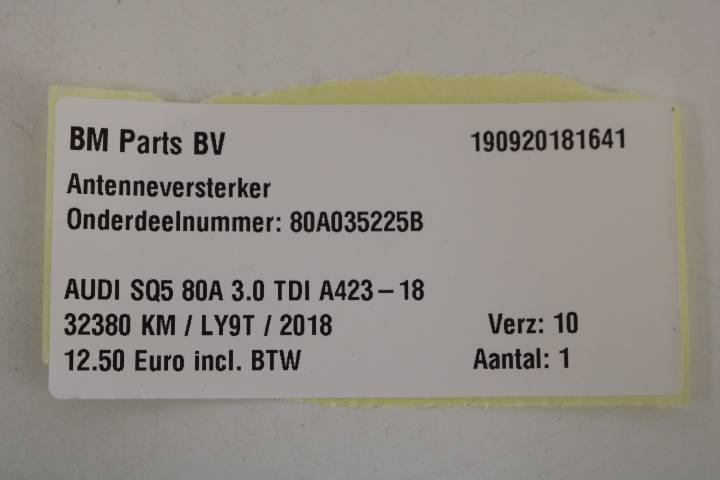 BM Parts BV 190920181641
Antenneversterker
Onderdeelnummer: 80A035225B
AUDI SQ5 80A 3.0 TDI A423-18
32380 KM / LY9T / 2018 Verz: 10
12.50 Euro incl. BTW Aantal: 1